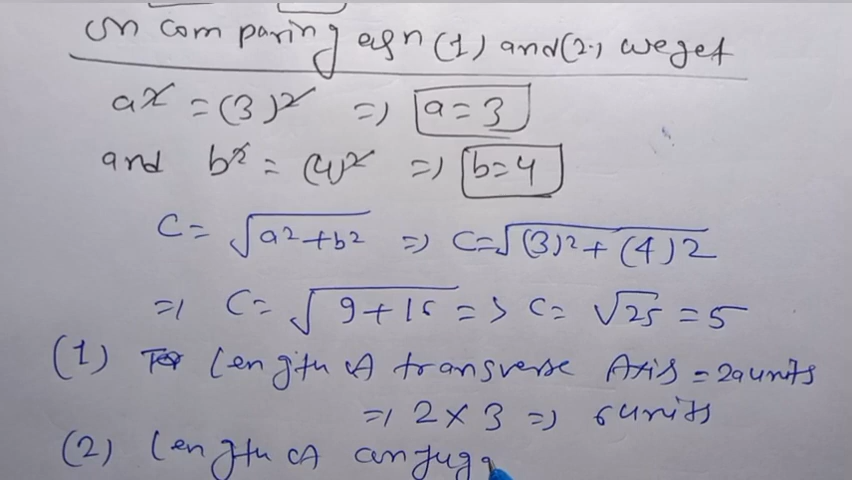 on comparing eqn (1) and (2), we get
a² = (3)² => a = 3
and b² = (4)² => b = 4
C = √a²+b² => C = √(3)² + (4)2
=> C = √9+16 => C = √25 = 5
(1) Length of transverse Axis = 2a units
=> 2 × 3 => 6 units
(2) Length of conjuga